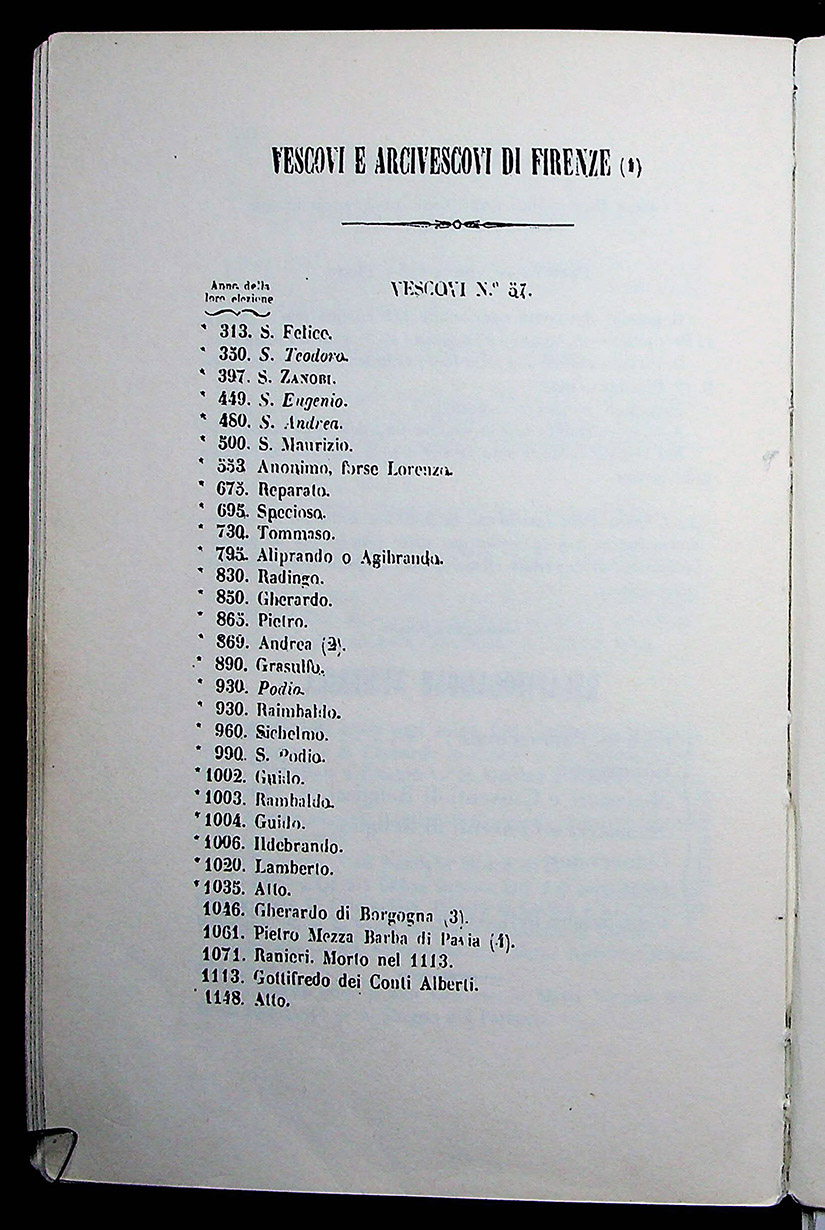 VESCOVI E ARCIVESCOVI DI FIRENZE (1)
Anno della
loro elezione
VESCOVI N.º 57.
* 313. S. Felice.
* 350. S. Teodoro.
* 397. S. ZANOBI.
* 449. S. Eugenio.
* 480. S. Andrea.
* 500. S. Maurizio.
* 553. Anonimo, forse Lorenzo.
* 675. Reparato.
* 695. Specioso.
* 730. Tommaso.
* 795. Aliprando o Agibrando.
* 830. Radingo.
* 850. Gherardo.
* 865. Pietro.
* 869. Andrea (2).
* 890. Grasulfo.
* 930. Podio.
* 930. Raimbaldo.
* 960. Sichelmo.
* 990. S. Podio.
* 1002. Guido.
* 1003. Rambaldo.
* 1004. Guido.
* 1006. Ildebrando.
* 1020. Lamberto.
* 1035. Atto.
1046. Gherardo di Borgogna (3).
1061. Pietro Mezza Barba di Pavia (4).
1071. Ranieri. Morto nel 1113.
1113. Gottifredo dei Conti Alberti.
1148. Atto.